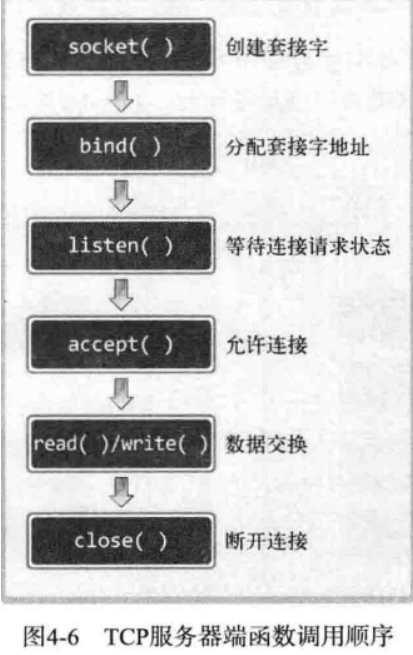 socket( ) 创建套接字
bind( ) 分配套接字地址
listen( ) 等待连接请求状态
accept( ) 允许连接
read( )/write( ) 数据交换
close( ) 断开连接
图4-6 TCP服务器端函数调用顺序